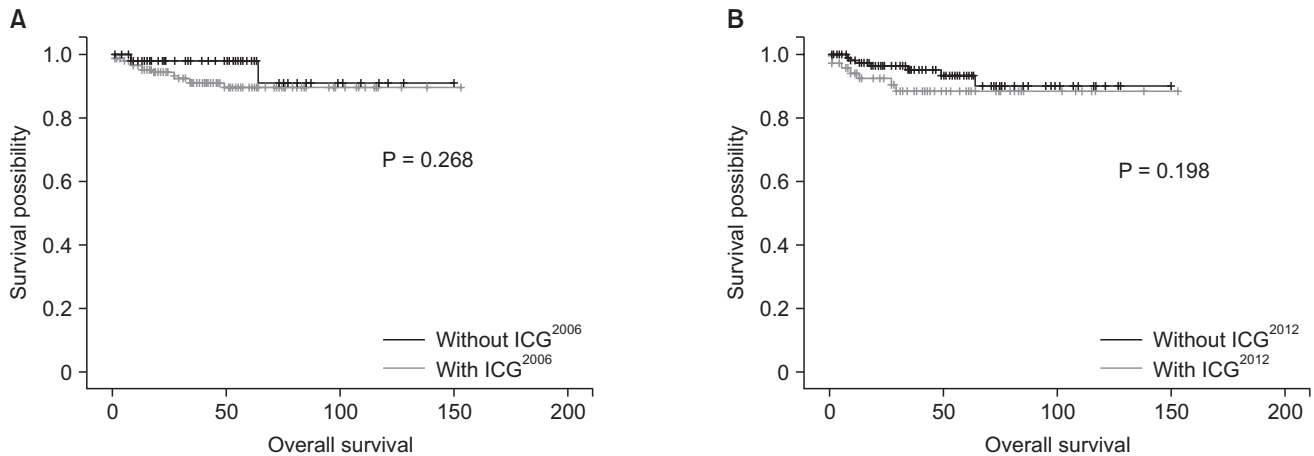 A
1.0
0.8
0.6
0.4
0.2
0
Survival possibility
P = 0.268
Without ICG2006
With ICG2006
0 50 100 150 200
Overall survival
B
1.0
0.8
0.6
0.4
0.2
0
Survival possibility
P = 0.198
Without ICG2012
With ICG2012
0 50 100 150 200
Overall survival